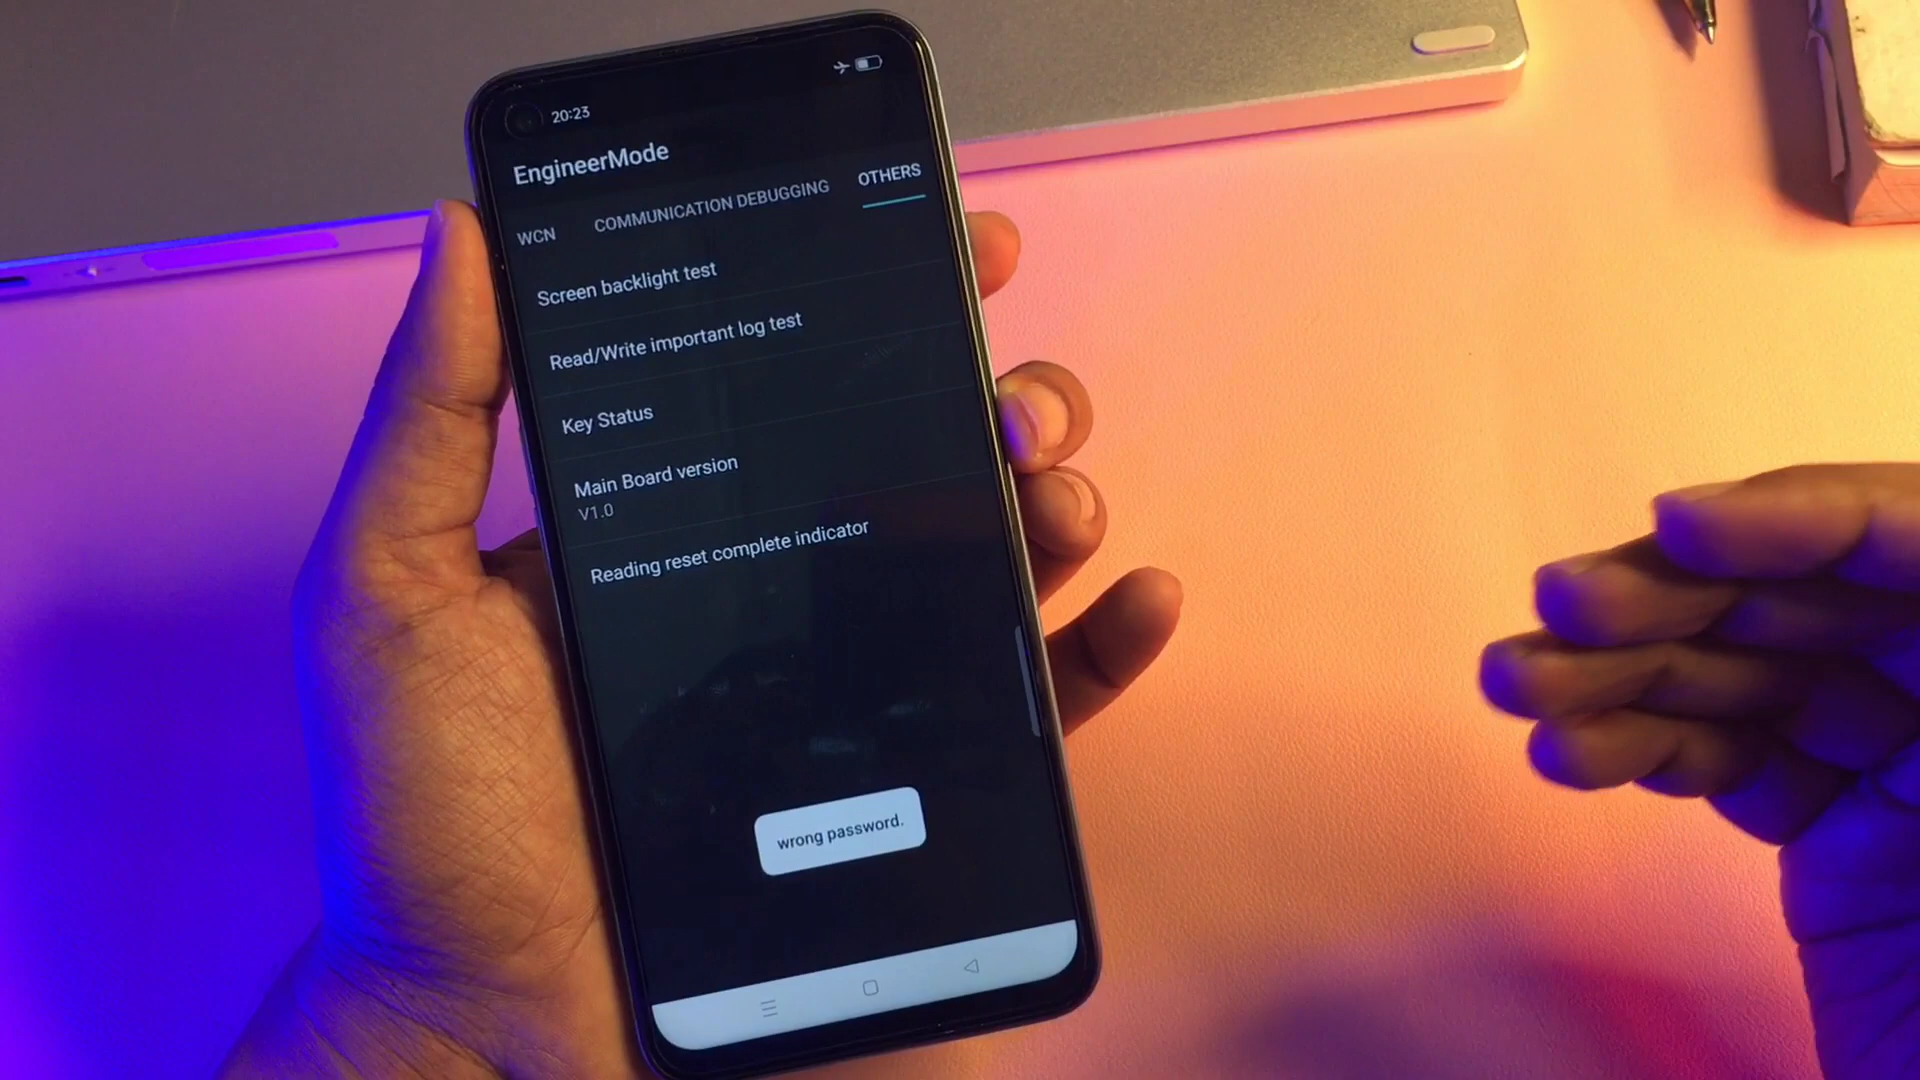 20:23
EngineerMode
WCN COMMUNICATION DEBUGGING OTHERS
Screen backlight test
Read/Write important log test
Key Status
Main Board version
V1.0
Reading reset complete indicator
wrong password.